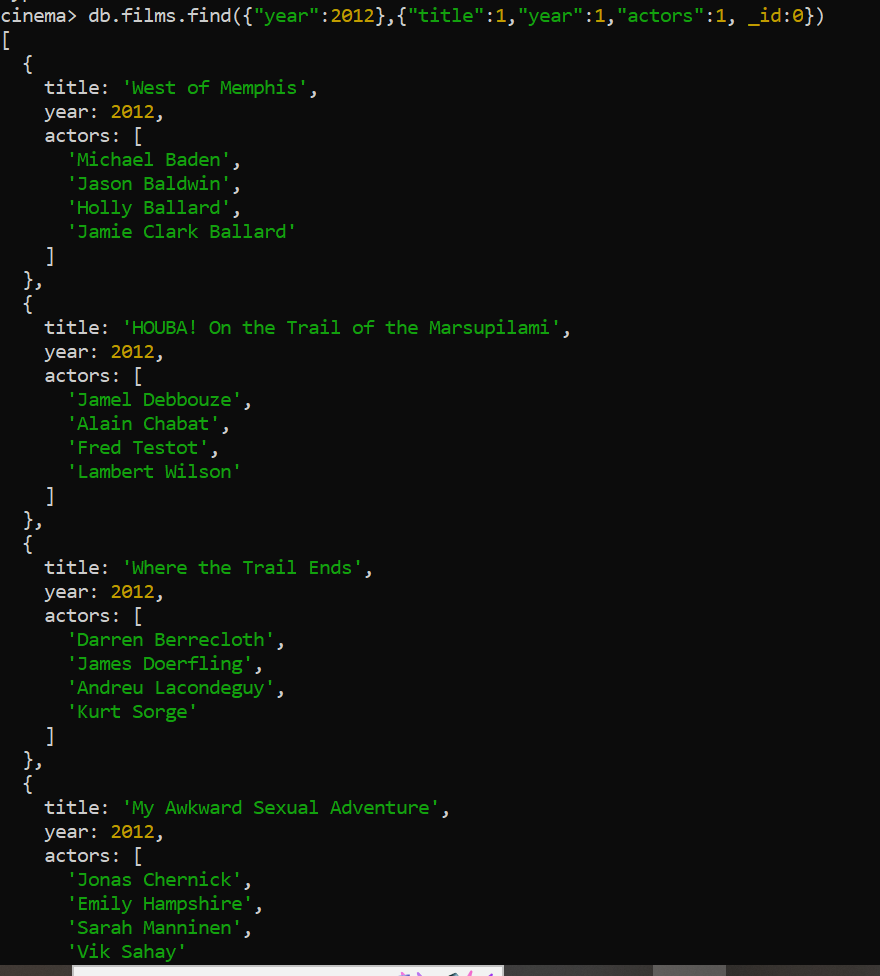 cinema> db.films.find({"year":2012},{"title":1,"year":1,"actors":1, _id:0})
[
  {
    title: 'West of Memphis',
    year: 2012,
    actors: [
      'Michael Baden',
      'Jason Baldwin',
      'Holly Ballard',
      'Jamie Clark Ballard'
    ]
  },
  {
    title: 'HOUBA! On the Trail of the Marsupilami',
    year: 2012,
    actors: [
      'Jamel Debbouze',
      'Alain Chabat',
      'Fred Testot',
      'Lambert Wilson'
    ]
  },
  {
    title: 'Where the Trail Ends',
    year: 2012,
    actors: [
      'Darren Berrecloth',
      'James Doerfling',
      'Andreu Lacondeguy',
      'Kurt Sorge'
    ]
  },
  {
    title: 'My Awkward Sexual Adventure',
    year: 2012,
    actors: [
      'Jonas Chernick',
      'Emily Hampshire',
      'Sarah Manninen',
      'Vik Sahay'